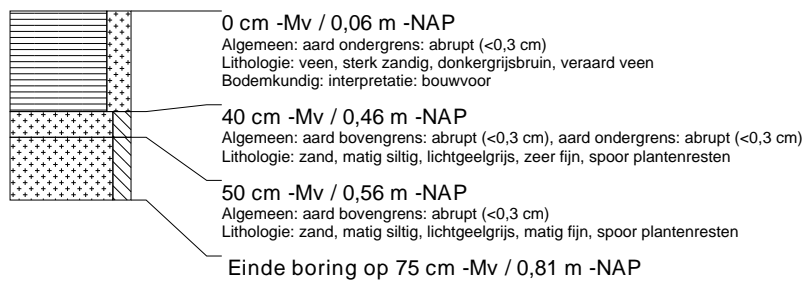 0 cm -Mv / 0,06 m -NAP
Algemeen: aard ondergrens: abrupt (<0,3 cm)
Lithologie: veen, sterk zandig, donkergrijsbruin, veraard veen
Bodemkundig: interpretatie: bouwvoor
40 cm -Mv / 0,46 m -NAP
Algemeen: aard bovengrens: abrupt (<0,3 cm), aard ondergrens: abrupt (<0,3 cm)
Lithologie: zand, matig siltig, lichtgeelgrijs, zeer fijn, spoor plantenresten
50 cm -Mv / 0,56 m -NAP
Algemeen: aard bovengrens: abrupt (<0,3 cm)
Lithologie: zand, matig siltig, lichtgeelgrijs, matig fijn, spoor plantenresten
Einde boring op 75 cm -Mv / 0,81 m -NAP